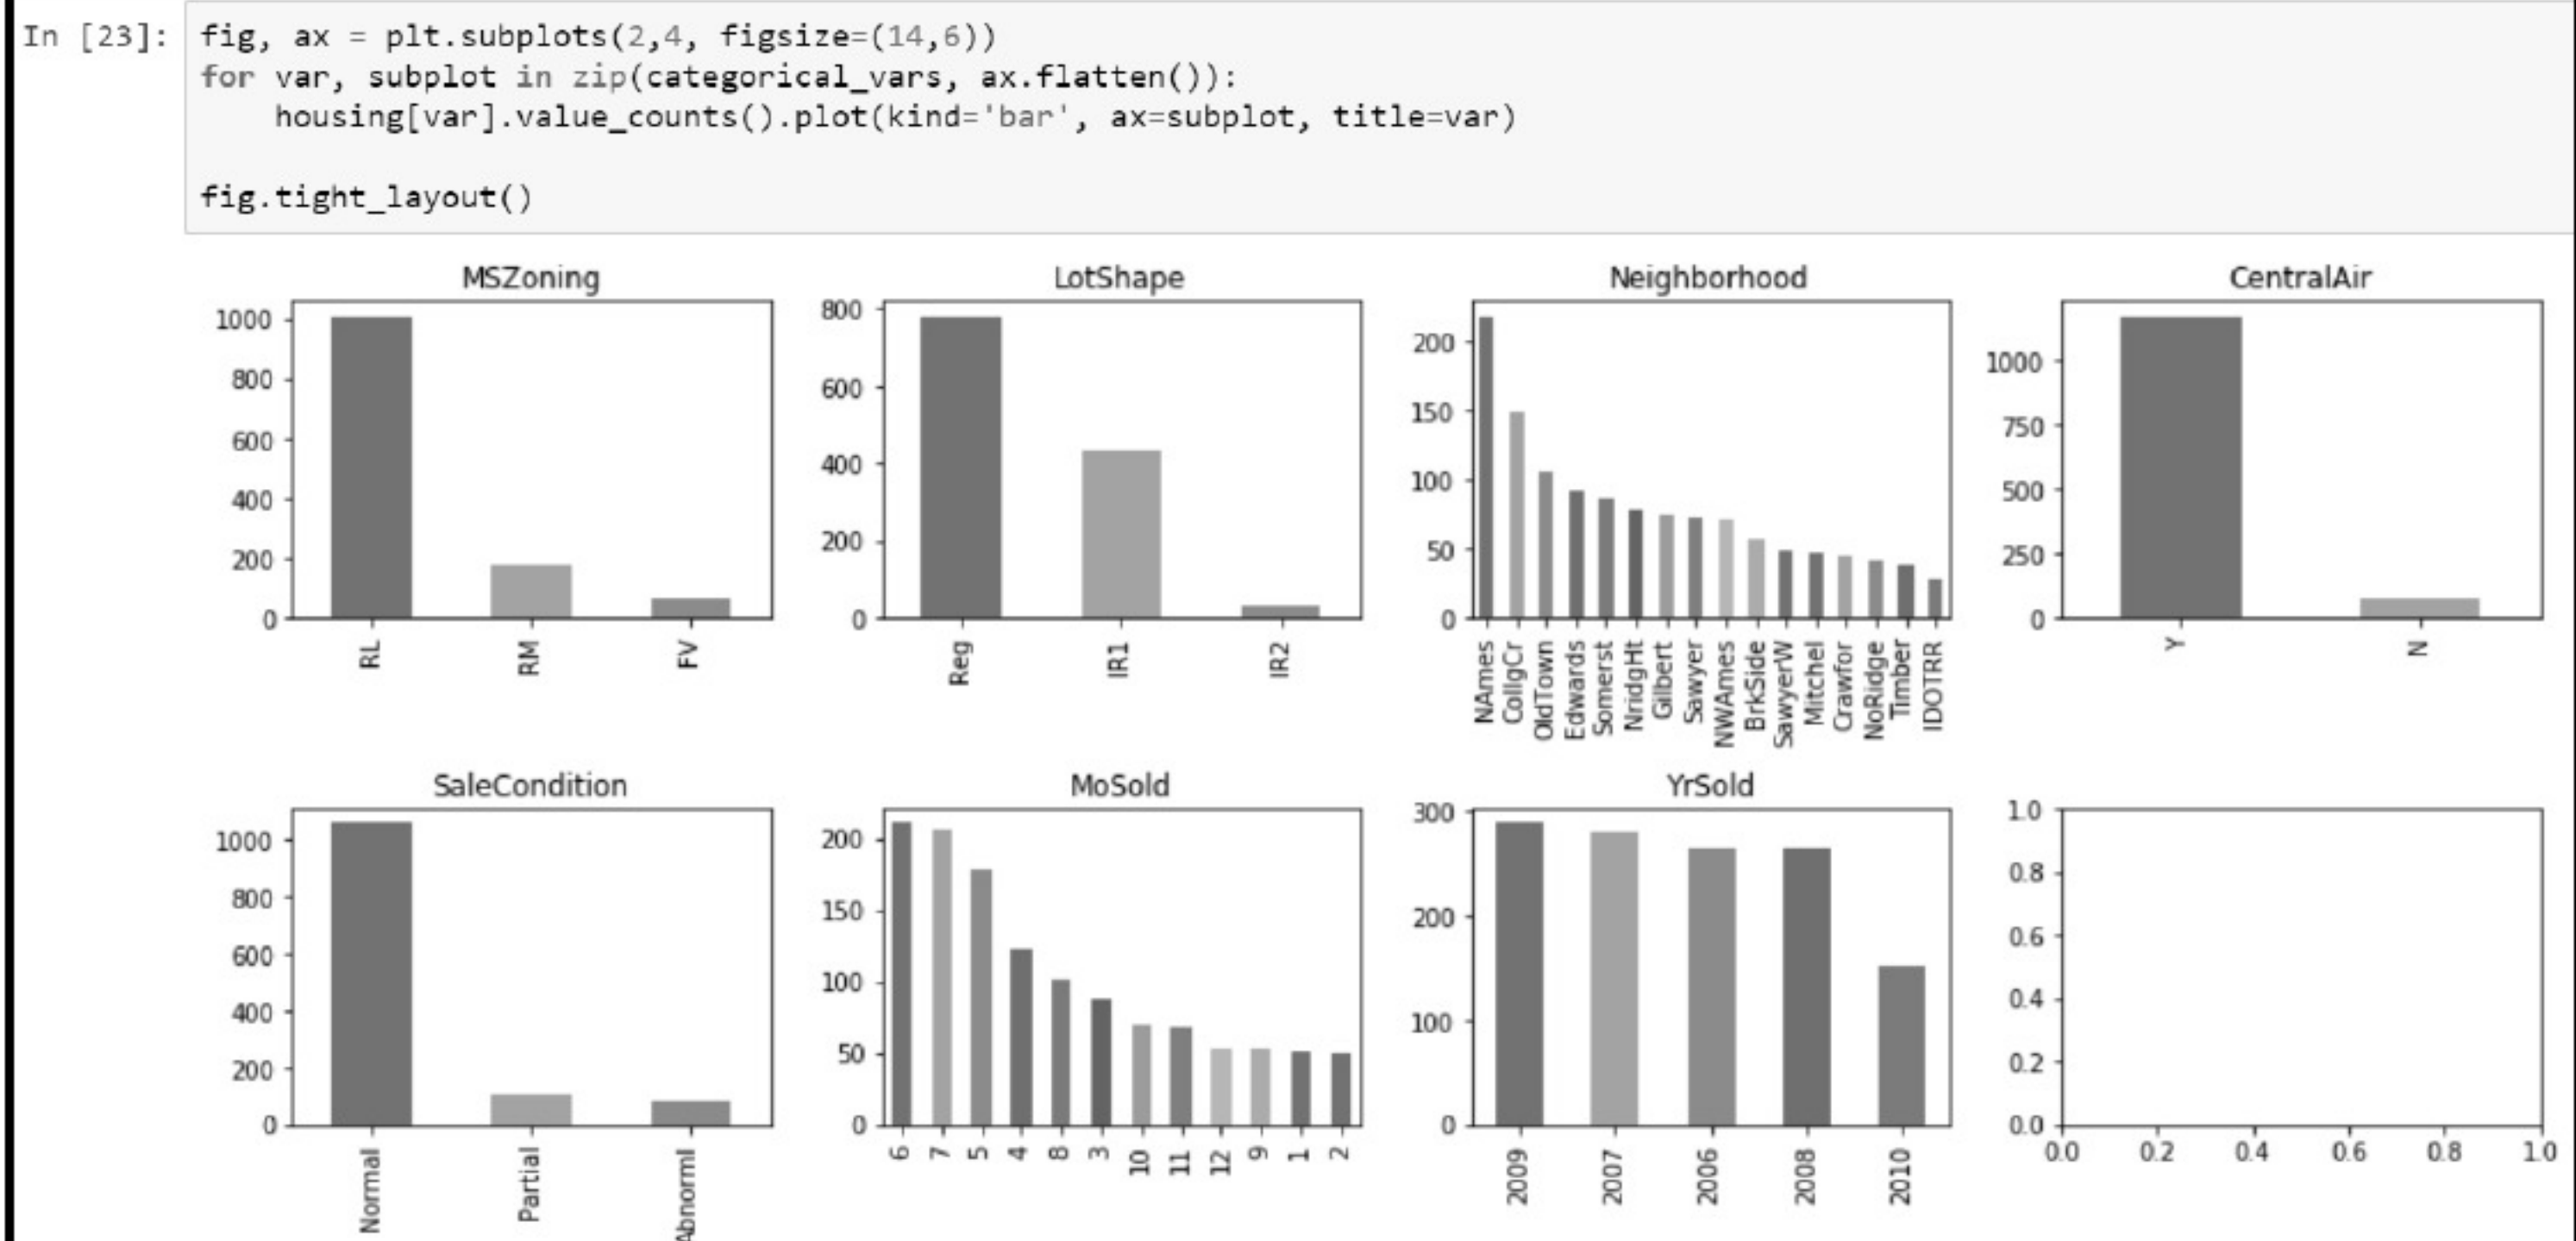 In [23]: fig, ax = plt.subplots(2,4, figsize=(14,6))
for var, subplot in zip(categorical_vars, ax.flatten()):
    housing[var].value_counts().plot(kind='bar', ax=subplot, title=var)
fig.tight_layout()
MSZoning
1000
800
600
400
200
0
RL
RM
FV
LotShape
800
600
400
200
0
Reg
IR1
IR2
Neighborhood
200
150
100
50
0
NAmes
CollgCr
OldTown
Edwards
Somerst
NridgHt
Gilbert
Sawyer
NWAmes
BrkSide
SawyerW
Mitchel
Crawfor
NoRidge
Timber
IDOTRR
CentralAir
1000
750
500
250
0
Y
N
SaleCondition
1000
800
600
400
200
0
Normal
Partial
Abnorml
MoSold
200
150
100
50
0
6
7
5
4
8
3
10
11
12
9
1
2
YrSold
300
200
100
0
2009
2007
2006
2008
2010
1.0
0.8
0.6
0.4
0.2
0.0
0.0 0.2 0.4 0.6 0.8 1.0